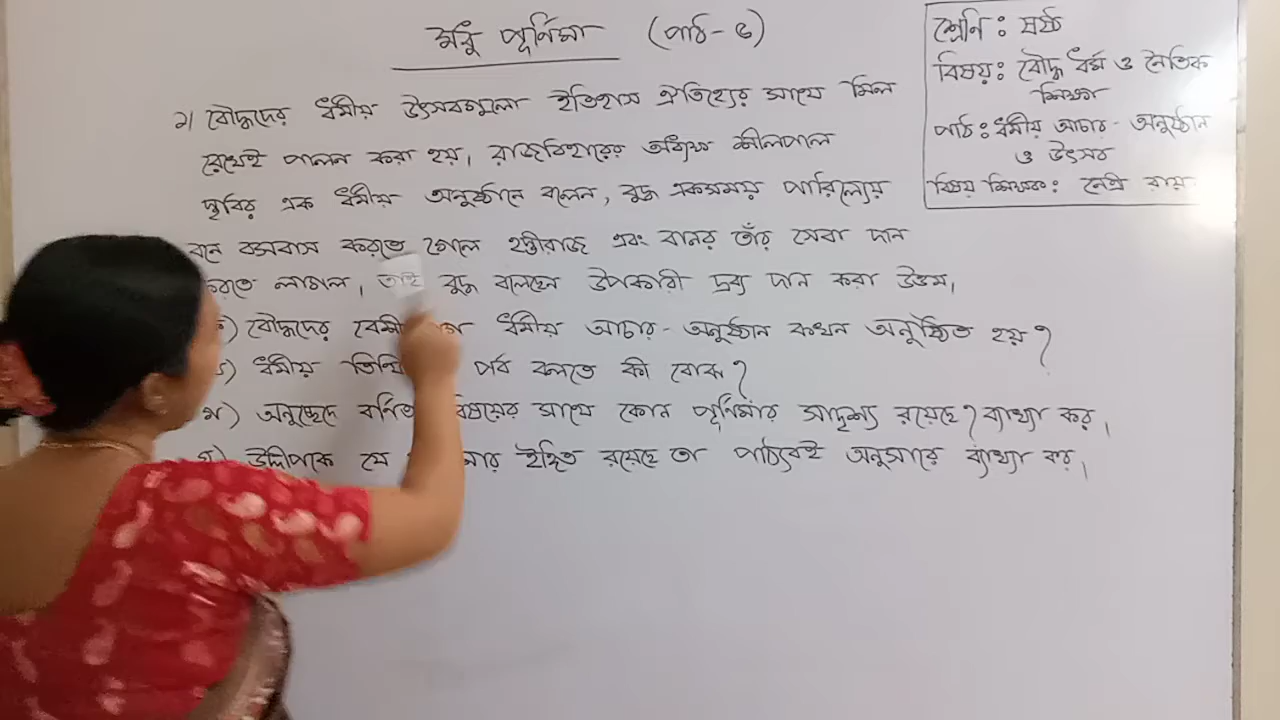 মধু পূর্ণিমা (পাঠ - ৬)
শ্রেনি : ষষ্ঠ
বিষয়: বৌদ্ধ ধর্ম ও নৈতিক
শিক্ষা
পাঠ: ধর্মীয় আচার - অনুষ্ঠান
ও উৎসব
বিষয় শিক্ষক: রায়
১। বৌদ্ধদের ধর্মীয় উৎসবগুলো ইতিহাস ঐতিহ্যের সাথে মিল
রেখেই পালন করা হয়। রাজবিহারের অধ্যক্ষ শীলপাল
স্থবির এক ধর্মীয় অনুষ্ঠানে বলেন, বুদ্ধ একসময় পারিল্যেয়
বনে বসবাস করতে গেলে হস্তীরাজ এবং বানর তাঁর সেবা দান
করতে লাগল। তাই বুদ্ধ বলেছেন উপকারী দ্রব্য দান করা উত্তম।
) বৌদ্ধদের ধর্মীয় আচার - অনুষ্ঠান কখন অনুষ্ঠিত হয়?
) ধর্মীয় পর্ব বলতে কী বোঝ?
গ) অনুচ্ছেদে বর্ণিত বিষয়ের সাথে কোন পূর্ণিমার সাদৃশ্য রয়েছে? ব্যাখ্যা কর।
) উদ্দিপকে যে ইঙ্গিত রয়েছে তা পাঠ্যবই অনুসারে ব্যাখ্যা কর।